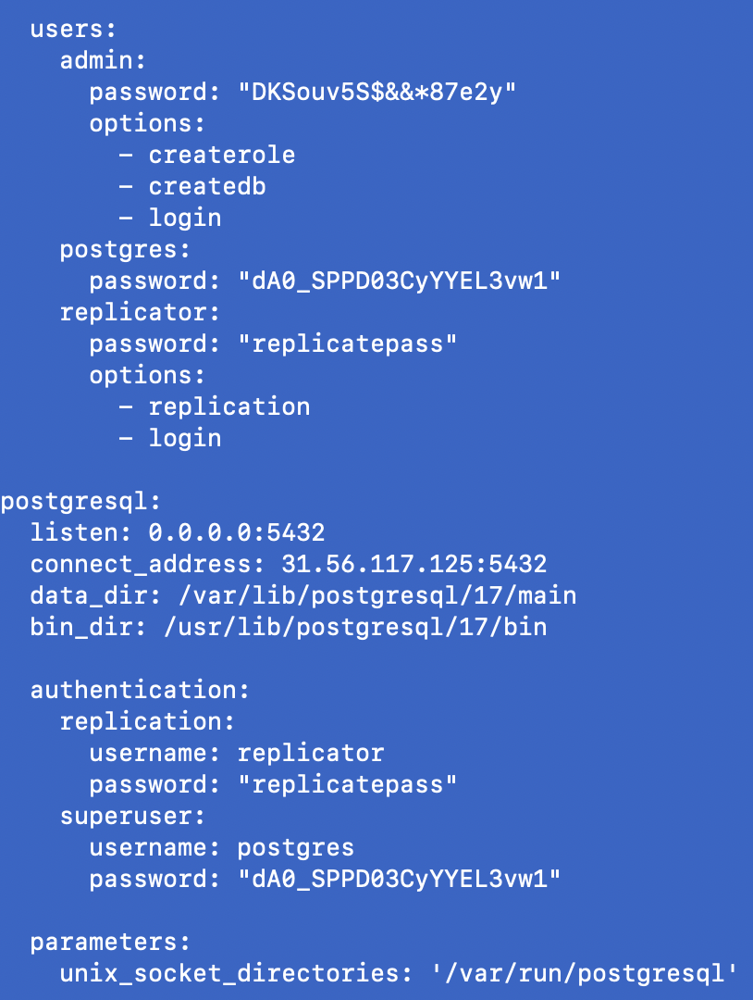 users:
admin:
password: "DKSouv5S$&&*87e2y"
options:
- createrole
- createdb
- login
postgres:
password: "dA0_SPPD03CyYYEL3vw1"
replicator:
password: "replicatepass"
options:
- replication
- login
postgresql:
listen: 0.0.0.0:5432
connect_address: 31.56.117.125:5432
data_dir: /var/lib/postgresql/17/main
bin_dir: /usr/lib/postgresql/17/bin
authentication:
replication:
username: replicator
password: "replicatepass"
superuser:
username: postgres
password: "dA0_SPPD03CyYYEL3vw1"
parameters:
unix_socket_directories: '/var/run/postgresql'